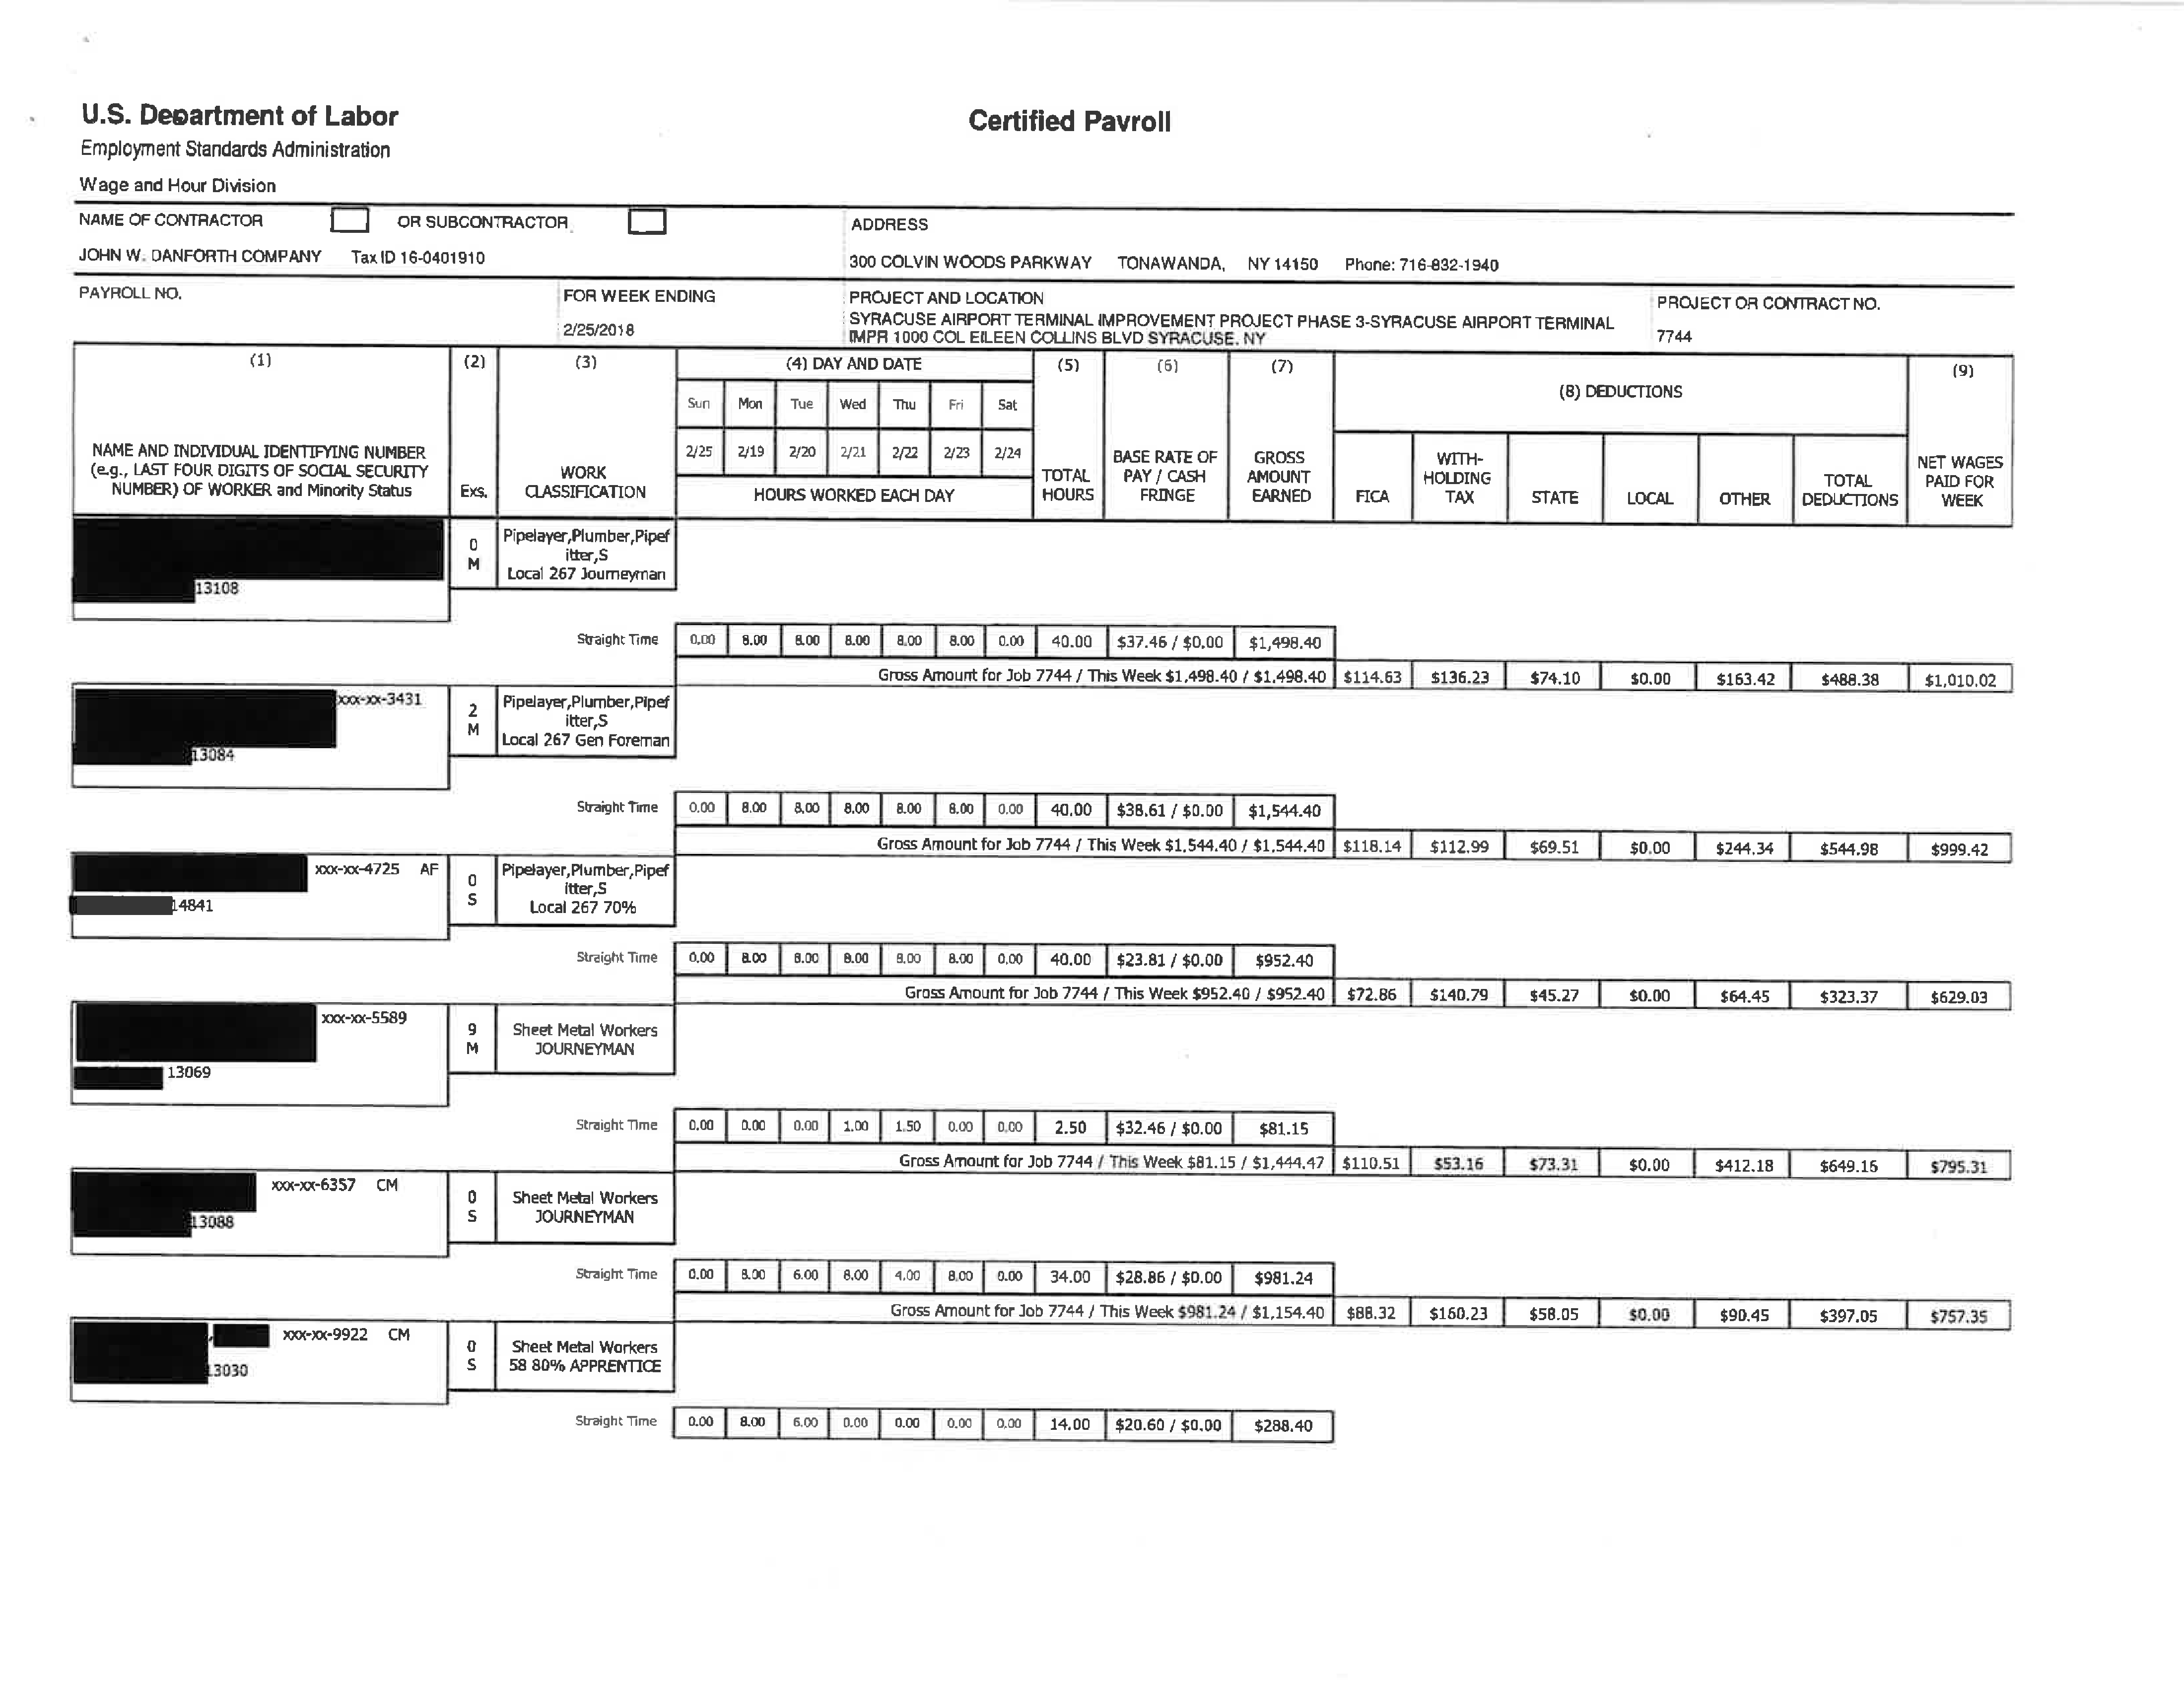 U.S. Department of Labor
Certified Payroll
Employment Standards Administration
Wage and Hour Division
NAME OF CONTRACTOR OR SUBCONTRACTOR
ADDRESS
JOHN W. DANFORTH COMPANY Tax ID 16-0401910
300 COLVIN WOODS PARKWAY TONAWANDA, NY 14150 Phone: 716-832-1940
PAYROLL NO.
FOR WEEK ENDING
2/25/2018
PROJECT AND LOCATION
SYRACUSE AIRPORT TERMINAL IMPROVEMENT PROJECT PHASE 3-SYRACUSE AIRPORT TERMINAL
IMPR 1000 COL EILEEN COLLINS BLVD SYRACUSE, NY
PROJECT OR CONTRACT NO.
7744
(1) (2) (3) (4) DAY AND DATE (5) (6) (7) (8) DEDUCTIONS (9)
Sun Mon Tue Wed Thu Fri Sat
2/25 2/19 2/20 2/21 2/22 2/23 2/24
HOURS WORKED EACH DAY
NAME AND INDIVIDUAL IDENTIFYING NUMBER
(e.g., LAST FOUR DIGITS OF SOCIAL SECURITY
NUMBER) OF WORKER and Minority Status
Exs.
WORK
CLASSIFICATION
TOTAL
HOURS
BASE RATE OF
PAY / CASH
FRINGE
GROSS
AMOUNT
EARNED
FICA
WITH-
HOLDING
TAX
STATE
LOCAL
OTHER
TOTAL
DEDUCTIONS
NET WAGES
PAID FOR
WEEK
13108
0
M
Pipelayer,Plumber,Pipef
itter,S
Local 267 Journeyman
Straight Time 0.00 8.00 8.00 8.00 8.00 8.00 0.00 40.00 $37.46 / $0.00 $1,498.40
Gross Amount for Job 7744 / This Week $1,498.40 / $1,498.40 $114.63 $136.23 $74.10 $0.00 $163.42 $488.38 $1,010.02
xxx-xx-3431
13084
2
M
Pipelayer,Plumber,Pipef
itter,S
Local 267 Gen Foreman
Straight Time 0.00 8.00 8.00 8.00 8.00 8.00 0.00 40.00 $38.61 / $0.00 $1,544.40
Gross Amount for Job 7744 / This Week $1,544.40 / $1,544.40 $118.14 $112.99 $69.51 $0.00 $244.34 $544.98 $999.42
xxx-xx-4725 AF
14841
0
S
Pipelayer,Plumber,Pipef
itter,S
Local 267 70%
Straight Time 0.00 8.00 8.00 8.00 8.00 8.00 0.00 40.00 $23.81 / $0.00 $952.40
Gross Amount for Job 7744 / This Week $952.40 / $952.40 $72.86 $140.79 $45.27 $0.00 $64.45 $323.37 $629.03
xxx-xx-5589
13069
9
M
Sheet Metal Workers
JOURNEYMAN
Straight Time 0.00 0.00 0.00 1.00 1.50 0.00 0.00 2.50 $32.46 / $0.00 $81.15
Gross Amount for Job 7744 / This Week $81.15 / $1,444.47 $110.51 $53.16 $73.31 $0.00 $412.18 $649.16 $795.31
xxx-xx-6357 CM
13088
0
S
Sheet Metal Workers
JOURNEYMAN
Straight Time 0.00 8.00 6.00 8.00 4.00 8.00 0.00 34.00 $28.86 / $0.00 $981.24
Gross Amount for Job 7744 / This Week $981.24 / $1,154.40 $88.32 $160.23 $58.05 $0.00 $90.45 $397.05 $757.35
xxx-xx-9922 CM
13030
0
S
Sheet Metal Workers
58 80% APPRENTICE
Straight Time 0.00 8.00 6.00 0.00 0.00 0.00 0.00 14.00 $20.60 / $0.00 $288.40